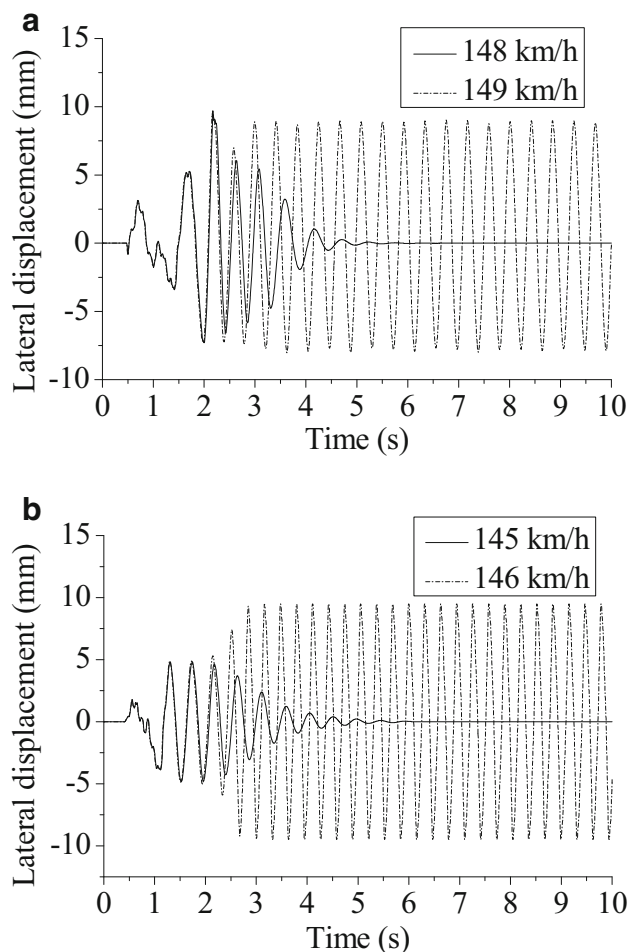 a
15
10
5
0
-5
-10
Lateral displacement (mm)
148 km/h
149 km/h
0 1 2 3 4 5 6 7 8 9 10
Time (s)
b
15
10
5
0
-5
-10
Lateral displacement (mm)
145 km/h
146 km/h
0 1 2 3 4 5 6 7 8 9 10
Time (s)